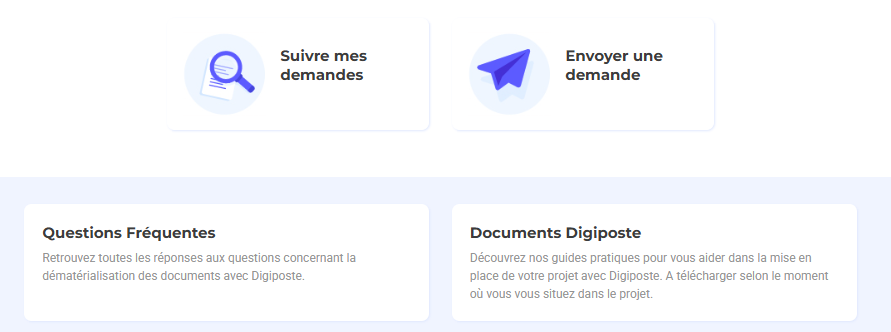 Suivre mes
demandes
Envoyer une
demande
Questions Fréquentes
Retrouvez toutes les réponses aux questions concernant la
dématérialisation des documents avec Digiposte.
Documents Digiposte
Découvrez nos guides pratiques pour vous aider dans la mise en
place de votre projet avec Digiposte. A télécharger selon le moment
où vous vous situez dans le projet.